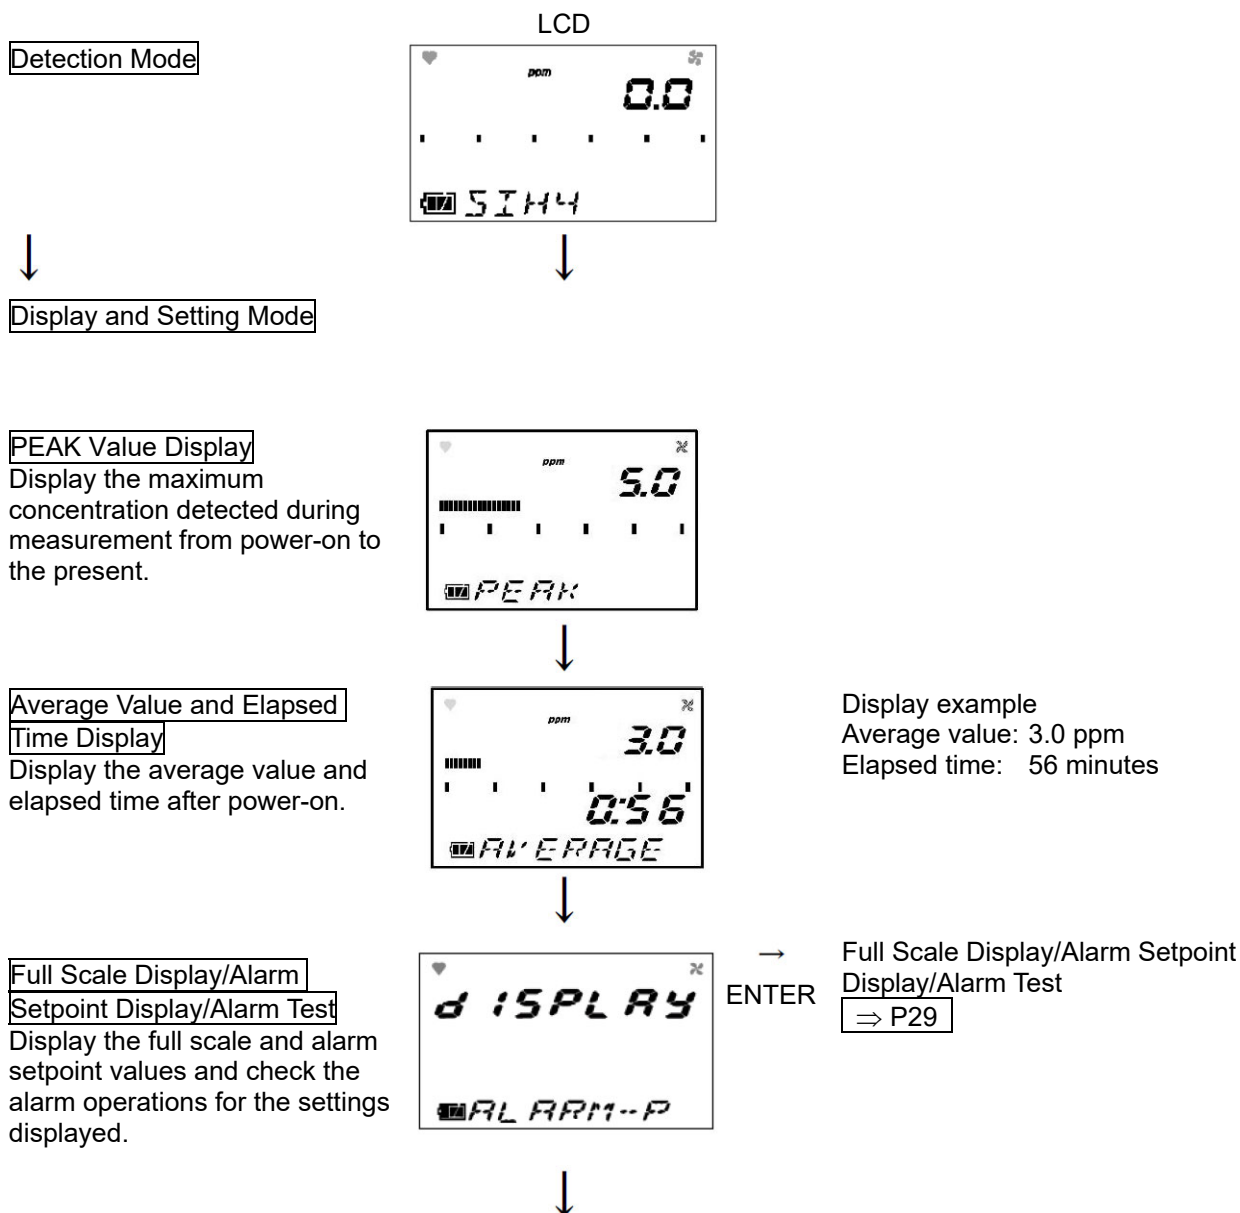 LCD
Detection Mode
ppm
0.0
SIH4
Display and Setting Mode
PEAK Value Display
Display the maximum
concentration detected during
measurement from power-on to
the present.
ppm
5.0
PEAK
Average Value and Elapsed
Time Display
Display the average value and
elapsed time after power-on.
ppm
3.0
0:56
AVERAGE
Display example
Average value: 3.0 ppm
Elapsed time: 56 minutes
Full Scale Display/Alarm
Setpoint Display/Alarm Test
Display the full scale and alarm
setpoint values and check the
alarm operations for the settings
displayed.
dISPLAY
ALARM--P
→
ENTER
Full Scale Display/Alarm Setpoint
Display/Alarm Test
⇒ P29